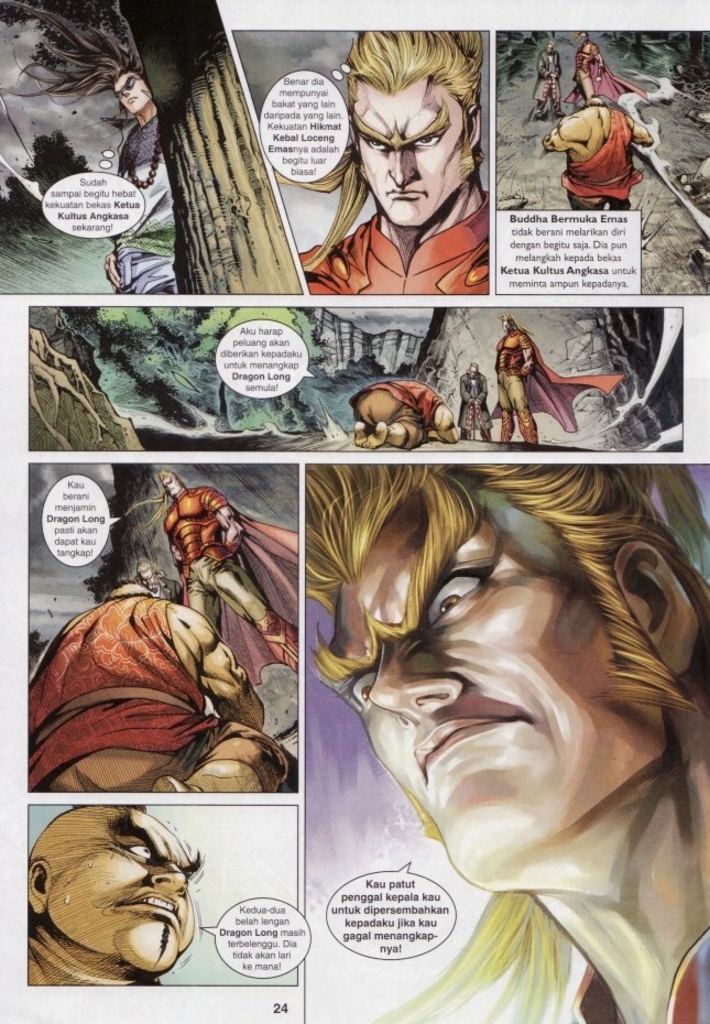 Sudah
sampai begitu hebat
kekuatan bekas Ketua
Kultus Angkasa
sekarang!
Benar dia
mempunyai
bakat yang lain
daripada yang lain.
Kekuatan Hikmat
Kebal Loceng
Emasnya adalah
begitu luar
biasa!
Buddha Bermuka Emas
tidak berani melarikan diri
dengan begitu saja. Dia pun
melangkah kepada bekas
Ketua Kultus Angkasa untuk
meminta ampun kepadanya.
Aku harap
peluang akan
diberikan kepadaku
untuk menangkap
Dragon Long
semula!
Kau
berani
menjamin
Dragon Long
pasti akan
dapat kau
tangkap!
Kau patut
penggal kepala kau
untuk dipersembahkan
kepadaku jika kau
gagal menangkap-
nya!
Kedua-dua
belah lengan
Dragon Long masih
terbelenggu. Dia
tidak akan lari
ke mana!
24